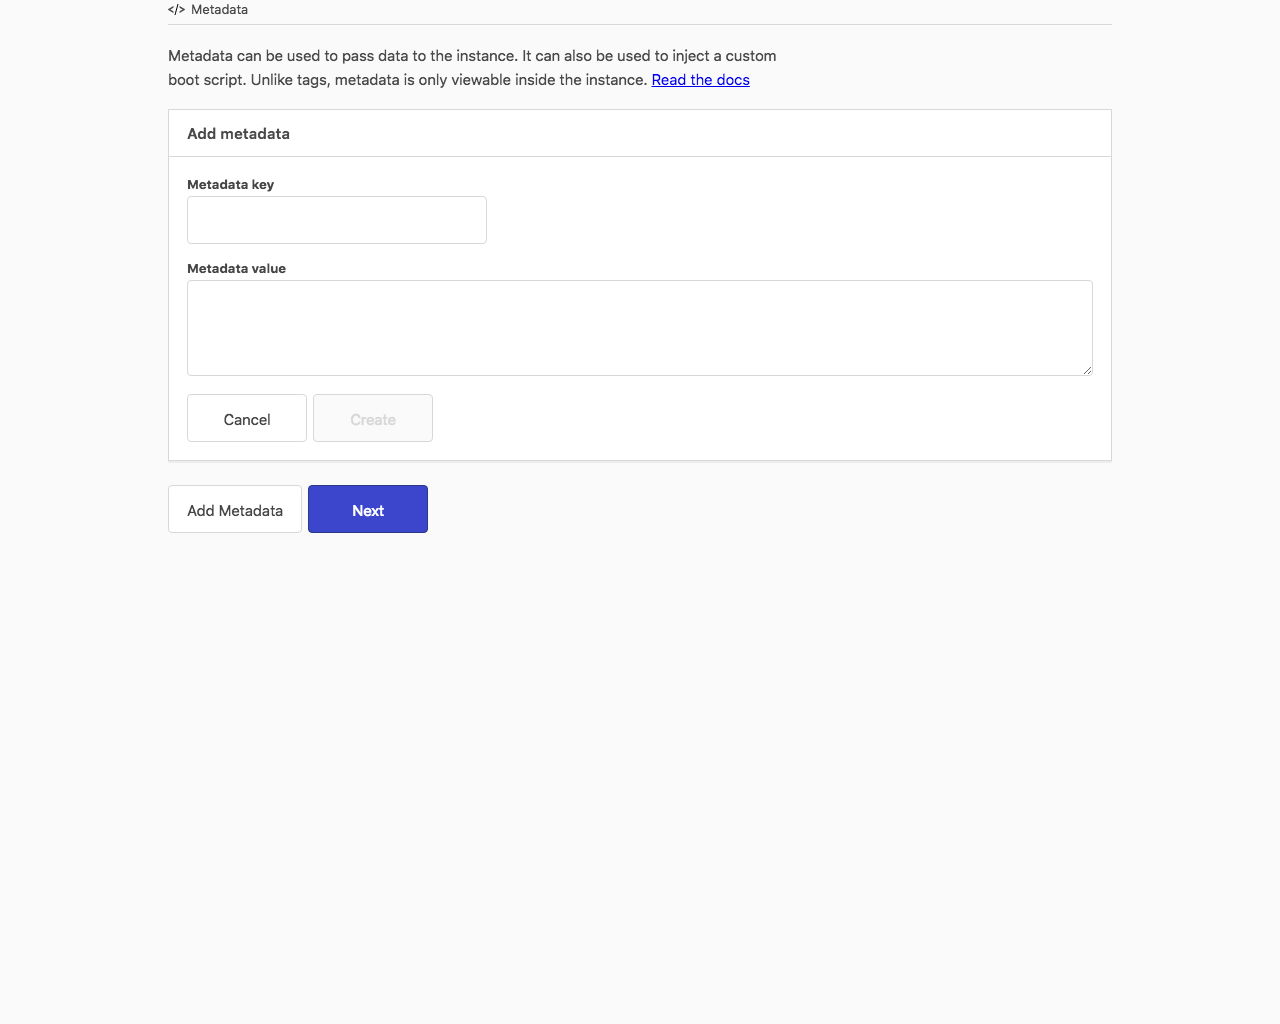 </> Metadata
Metadata can be used to pass data to the instance. It can also be used to inject a custom
boot script. Unlike tags, metadata is only viewable inside the instance. Read the docs
Add metadata
Metadata key
Metadata value
Cancel Create
Add Metadata Next